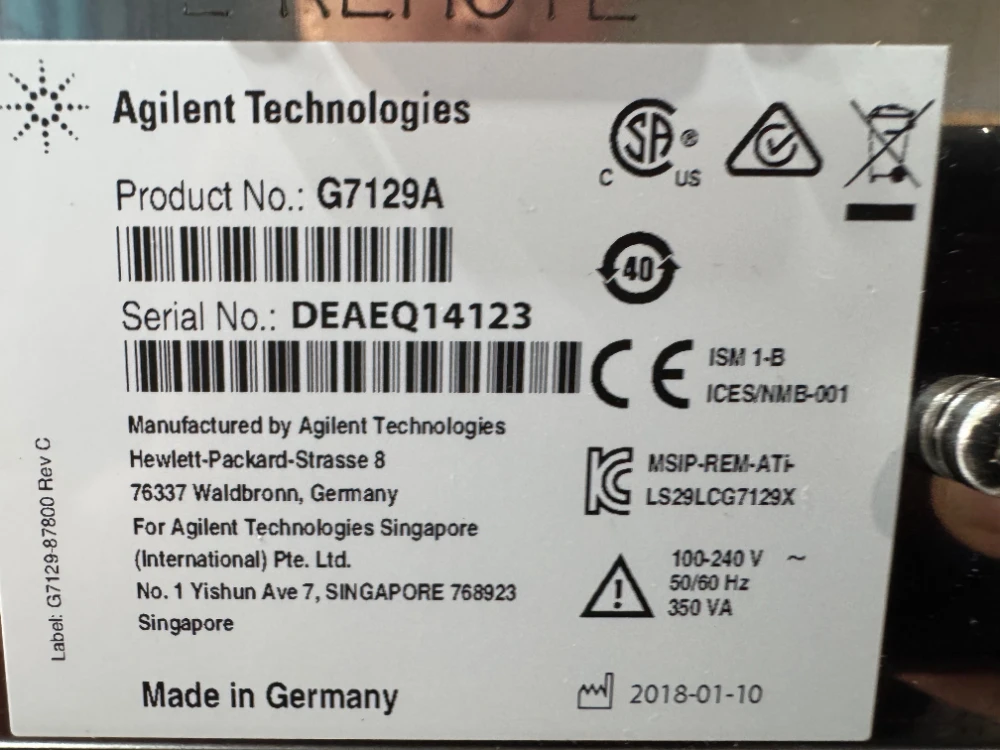 REMOTE
Agilent Technologies
Product No.: G7129A
Serial No.: DEAEQ14123
Manufactured by Agilent Technologies
Hewlett-Packard-Strasse 8
76337 Waldbronn, Germany
For Agilent Technologies Singapore
(International) Pte. Ltd.
No. 1 Yishun Ave 7, SINGAPORE 768923
Singapore
Made in Germany
Label: G7129-87800 Rev C
C SA ® US
40
CE ISM 1-B
ICES/NMB-001
MSIP-REM-ATi-
LS29LCG7129X
100-240 V ~
50/60 Hz
350 VA
2018-01-10